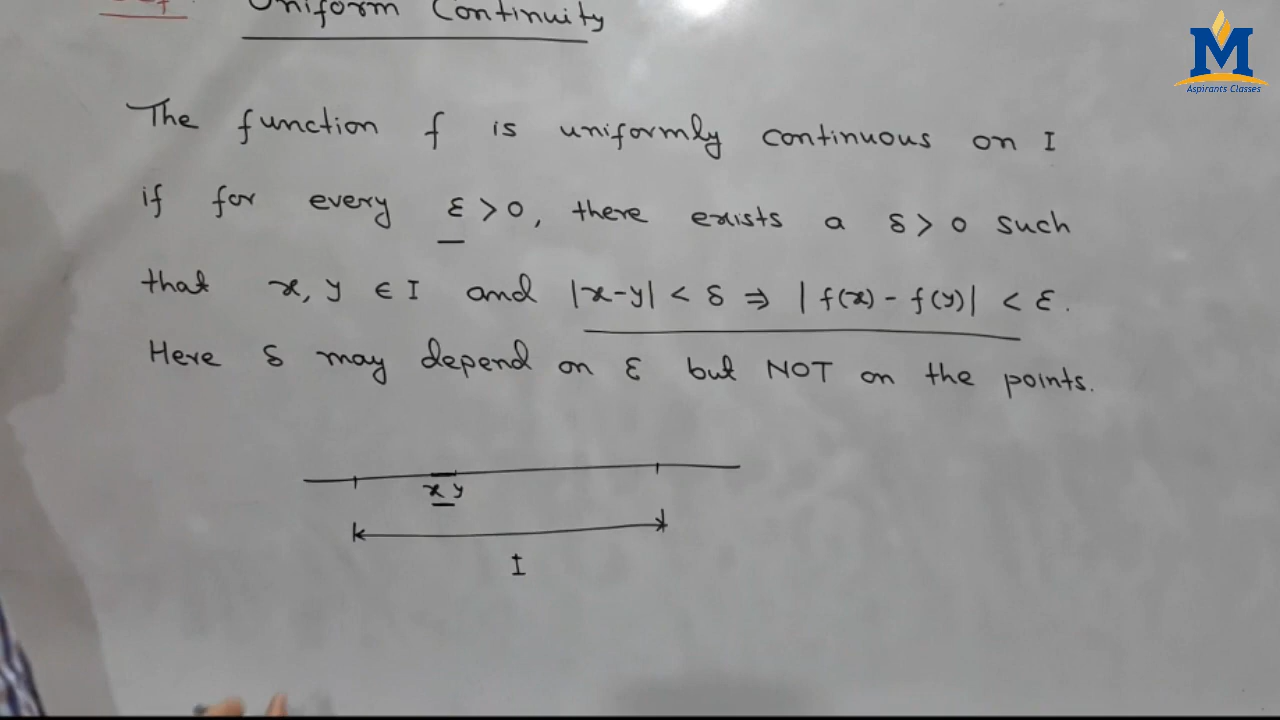 Def Uniform Continuity
The function f is uniformly continuous on I
if for every ε > 0, there exists a δ > 0 such
that x, y ∈ I and |x-y| < δ ⇒ |f(x) - f(y)| < ε.
Here δ may depend on ε but NOT on the points.
x y
I
M
Aspirants Classes